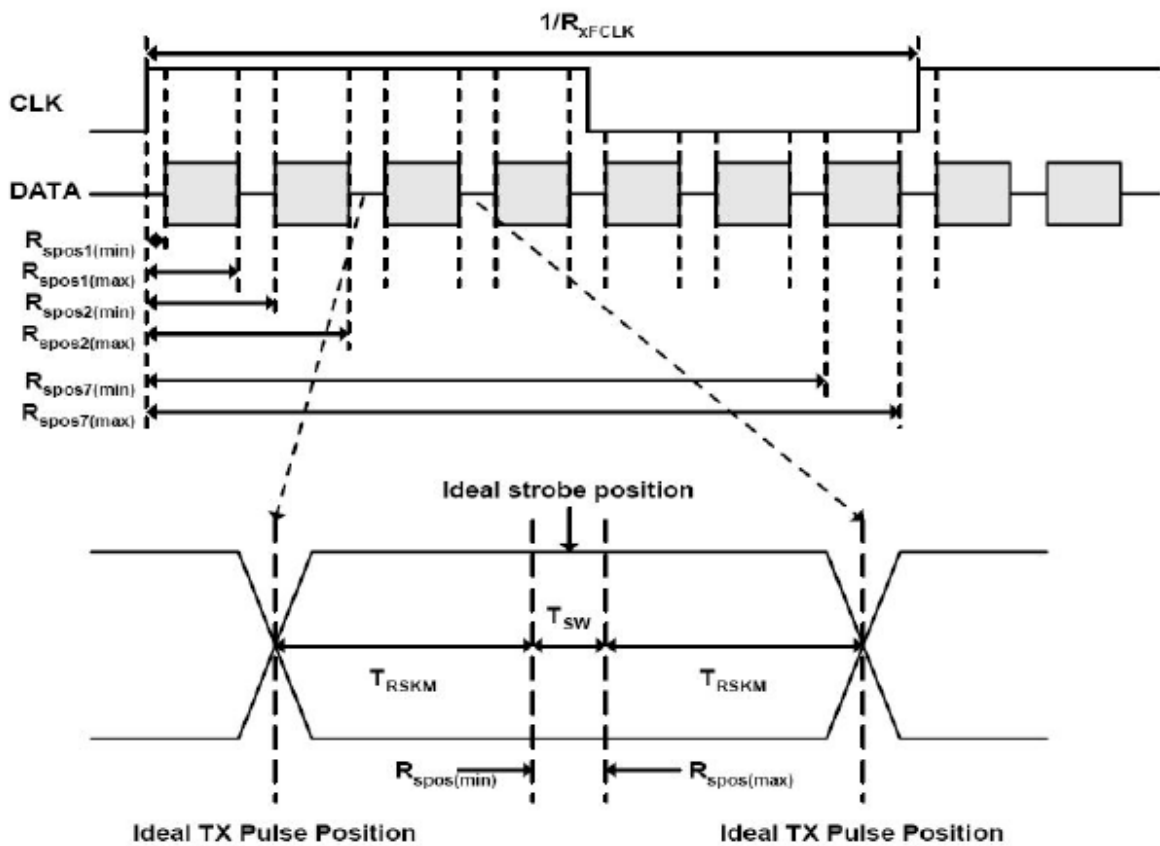 1/RxFCLK
CLK
DATA
Rspos1(min)
Rspos1(max)
Rspos2(min)
Rspos2(max)
Rspos7(min)
Rspos7(max)
Ideal strobe position
TSW
TRSKM TRSKM
Rspos(min) Rspos(max)
Ideal TX Pulse Position Ideal TX Pulse Position